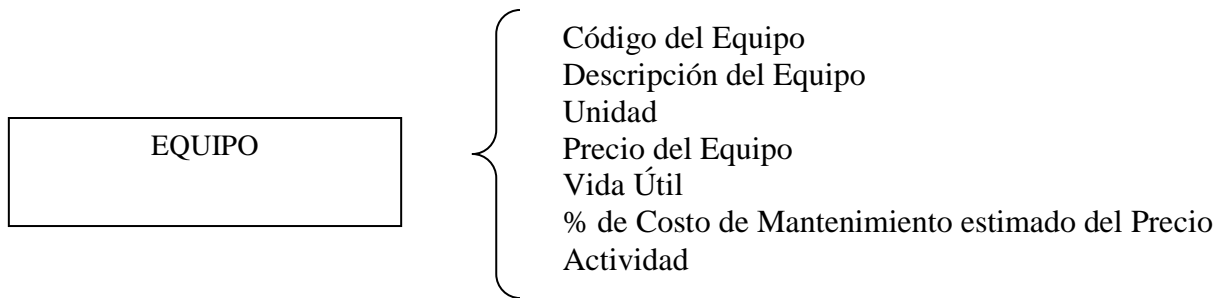 EQUIPO
Código del Equipo
Descripción del Equipo
Unidad
Precio del Equipo
Vida Útil
% de Costo de Mantenimiento estimado del Precio
Actividad